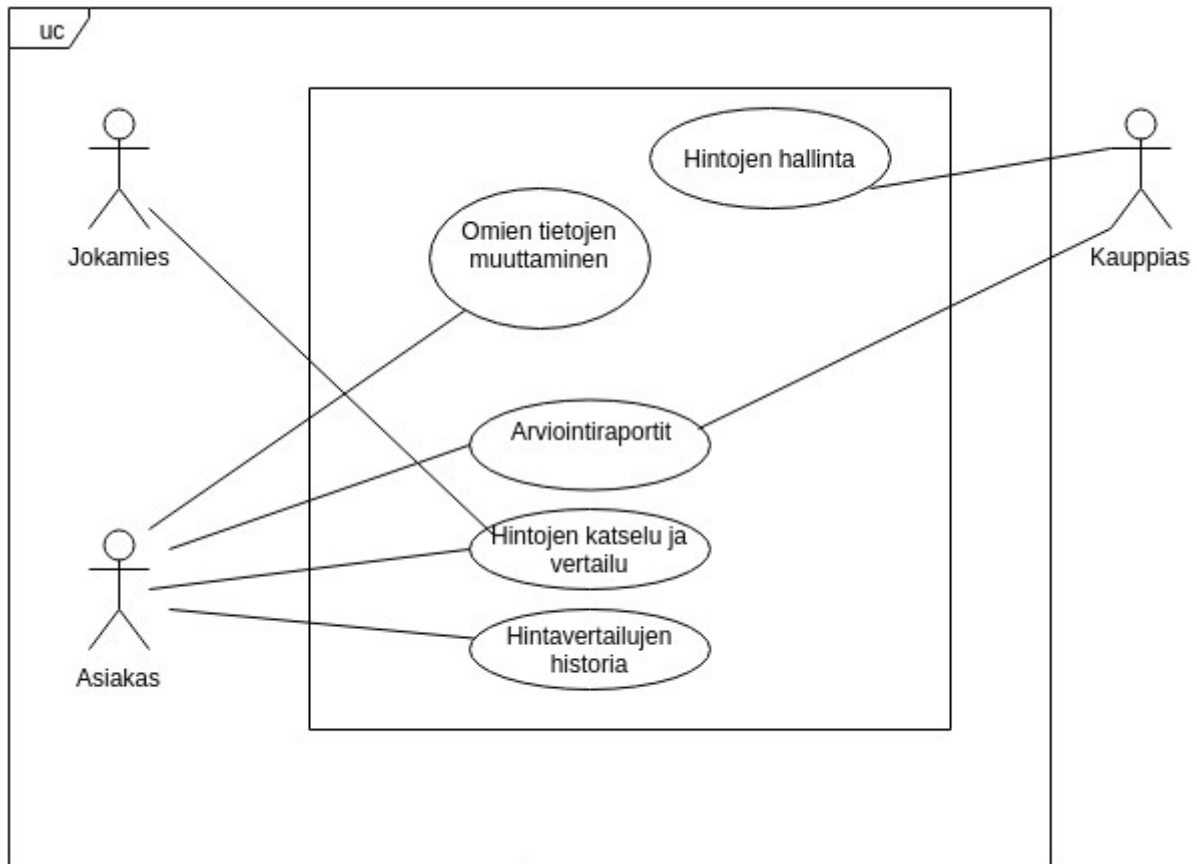 uc
Hintojen hallinta
Omien tietojen
muuttaminen
Jokamies
Kauppias
Arviointiraportit
Hintojen katselu ja
vertailu
Hintavertailujen
historia
Asiakas